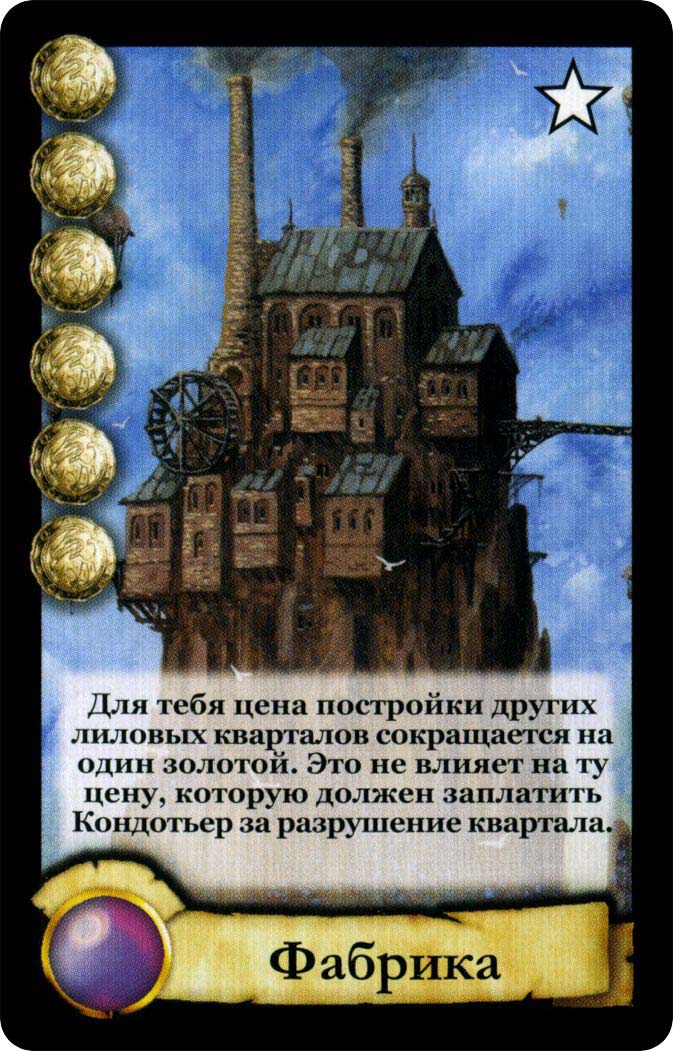 Для тебя цена постройки других
лиловых кварталов сокращается на
один золотой. Это не влияет на ту
цену, которую должен заплатить
Кондотьер за разрушение квартала.
Фабрика